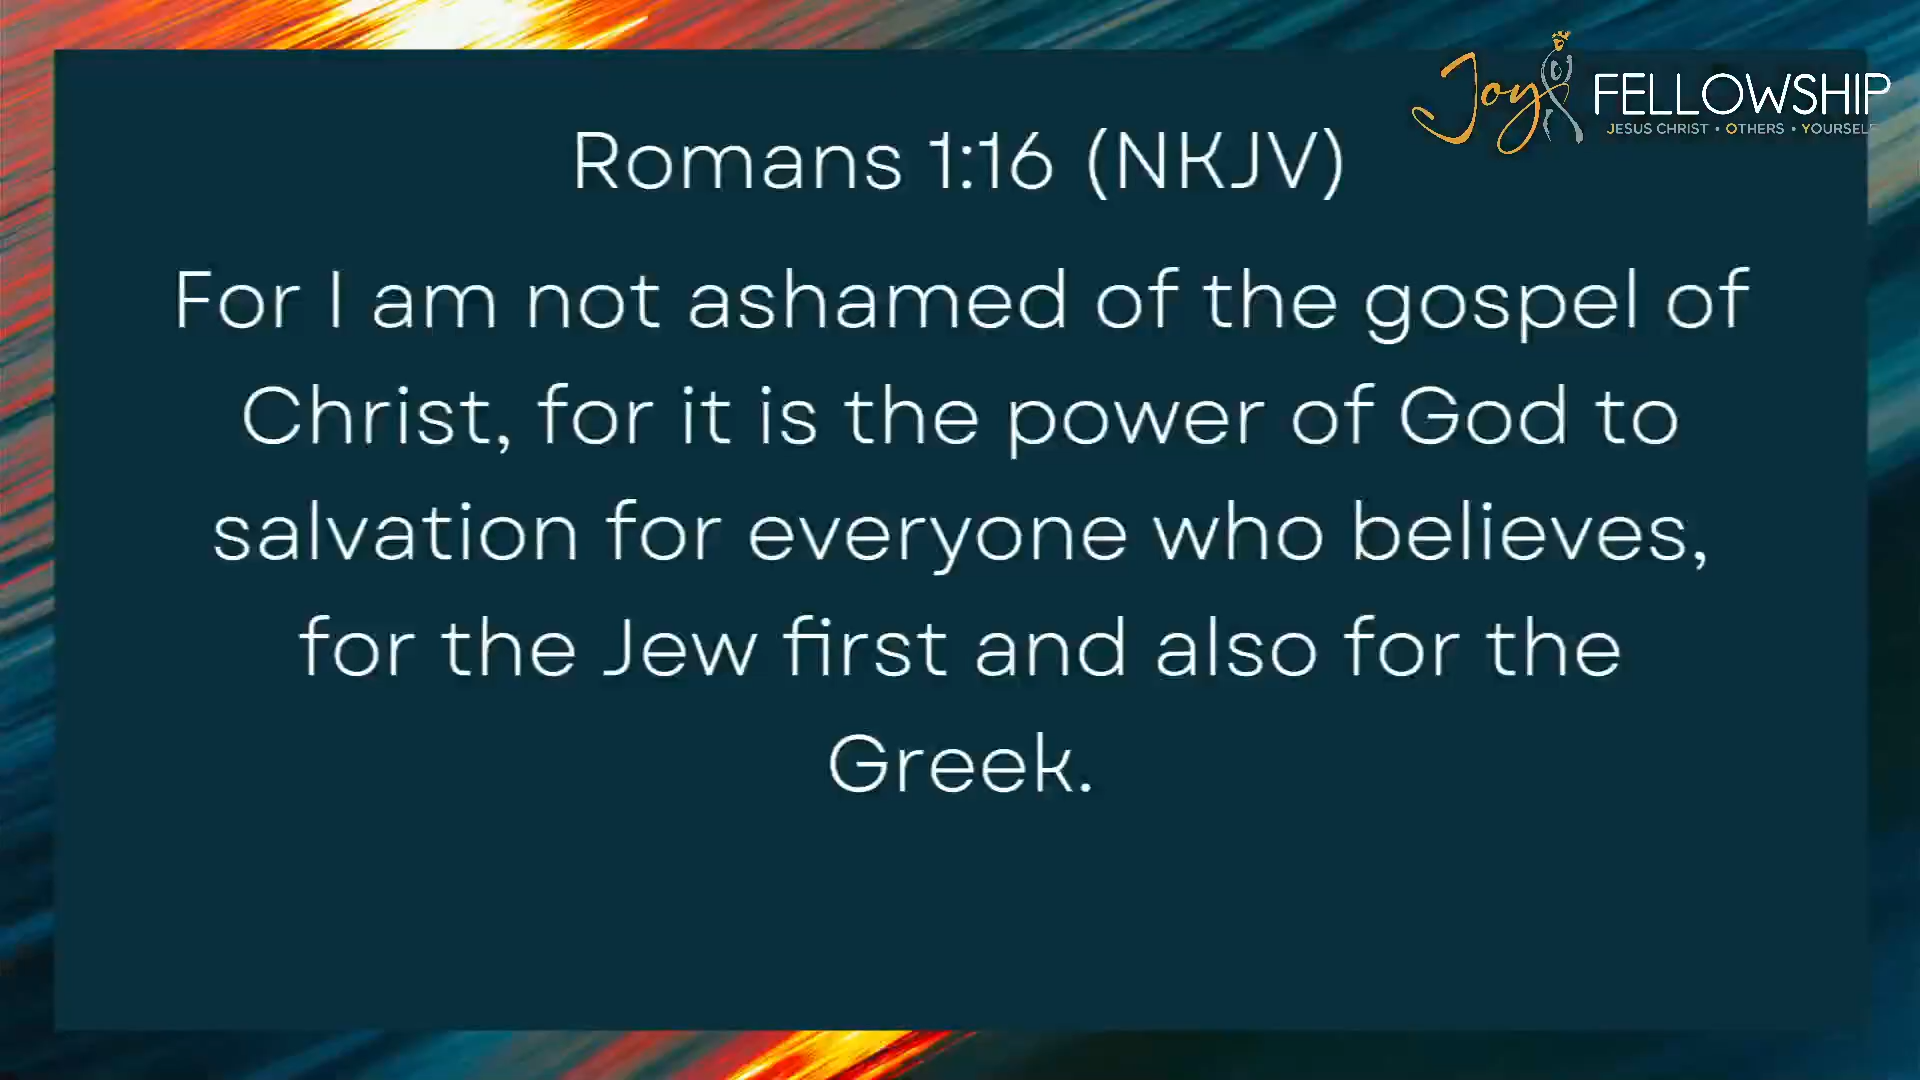 Joy FELLOWSHIP
JESUS CHRIST • OTHERS • YOURSELF
Romans 1:16 (NKJV)
For I am not ashamed of the gospel of
Christ, for it is the power of God to
salvation for everyone who believes,
for the Jew first and also for the
Greek.